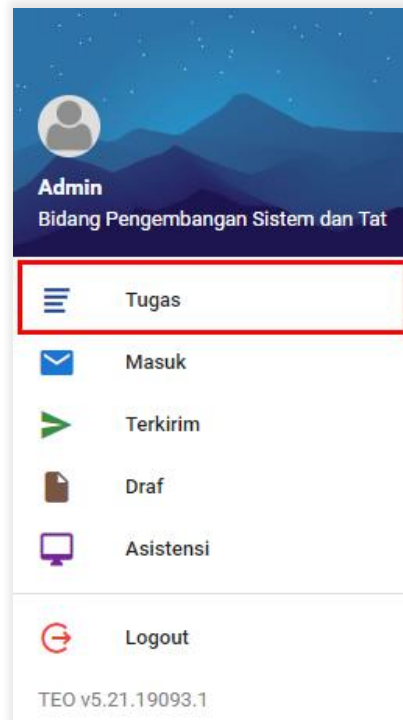 Admin
Bidang Pengembangan Sistem dan Tat
Tugas
Masuk
Terkirim
Draf
Asistensi
Logout
TEO v5.21.19093.1